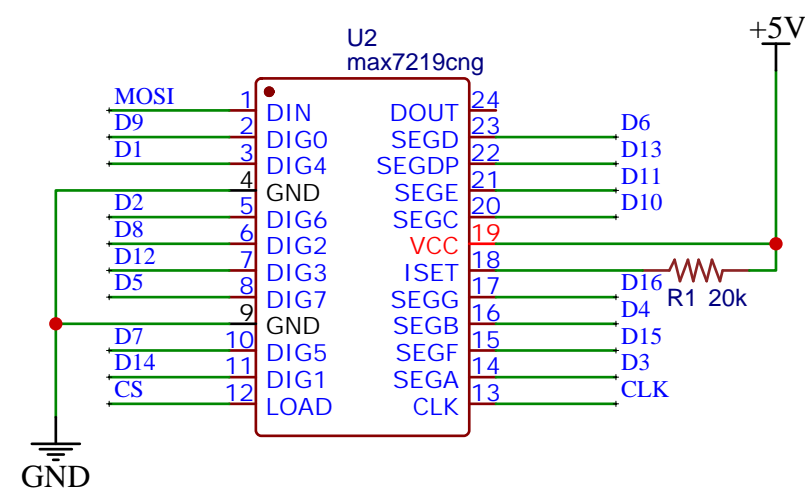 U2
max7219cng
+5V
MOSI 1 DIN DOUT 24
D9 2 DIG0 SEGD 23 D6
D1 3 DIG4 SEGDP 22 D13
4 GND SEGE 21 D11
D2 5 DIG6 SEGC 20 D10
D8 6 DIG2 VCC 19
D12 7 DIG3 ISET 18
R1 20k
D5 8 DIG7 SEGG 17 D16
9 GND SEGB 16 D4
D7 10 DIG5 SEGF 15 D15
D14 11 DIG1 SEGA 14 D3
CS 12 LOAD CLK 13 CLK
GND